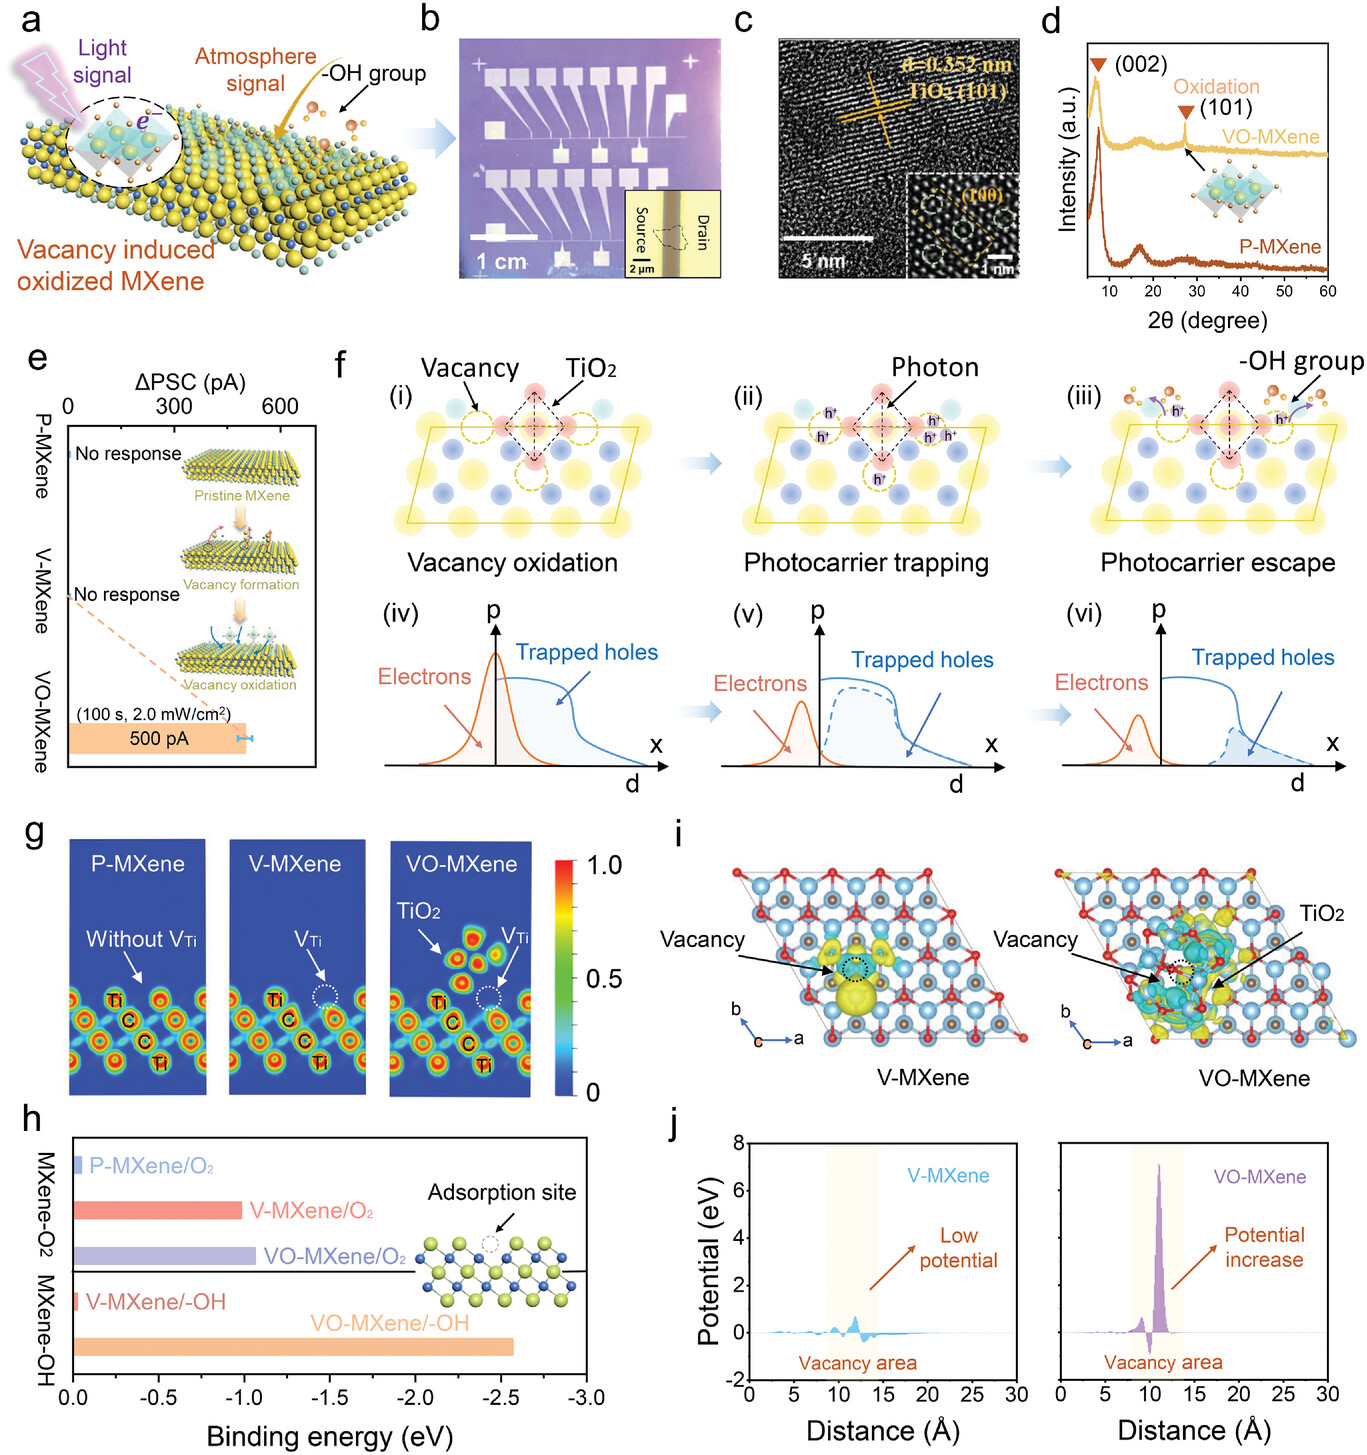 a
Light
signal
Atmosphere
signal
-OH group
e⁻
Vacancy induced
oxidized MXene
b
1 cm
Source
Drain
2 μm
c
d=0.352 nm
TiO₂ (101)
(100)
5 nm
1 nm
d
(002)
Oxidation
(101)
VO-MXene
P-MXene
Intensity (a.u.)
10 20 30 40 50 60
2θ (degree)
e
ΔPSC (pA)
0 300 600
P-MXene
V-MXene
VO-MXene
No response
Pristine MXene
Vacancy formation
No response
Vacancy oxidation
(100 s, 2.0 mW/cm²)
500 pA
f
Vacancy
TiO₂
Photon
-OH group
(i)
(ii)
(iii)
h⁺
h⁺
h⁺
h⁺
h⁺
h⁺
h⁺
h⁺
Vacancy oxidation
Photocarrier trapping
Photocarrier escape
(iv)
p
Electrons
Trapped holes
x
d
(v)
p
Electrons
Trapped holes
x
d
(vi)
p
Electrons
Trapped holes
x
d
g
P-MXene
Without VTi
Ti
C
C
Ti
V-MXene
VTi
Ti
C
C
Ti
VO-MXene
TiO₂
VTi
Ti
C
C
Ti
1.0
0.5
0
h
MXene-O₂
MXene-OH
P-MXene/O₂
V-MXene/O₂
VO-MXene/O₂
Adsorption site
V-MXene/-OH
VO-MXene/-OH
0.0 -0.5 -1.0 -1.5 -2.0 -2.5 -3.0
Binding energy (eV)
i
Vacancy
b
c
a
V-MXene
Vacancy
TiO₂
b
c
a
VO-MXene
j
Potential (eV)
8
6
4
2
0
-2
V-MXene
Low
potential
Vacancy area
0 5 10 15 20 25 30
Distance (Å)
VO-MXene
Potential
increase
Vacancy area
0 5 10 15 20 25 30
Distance (Å)